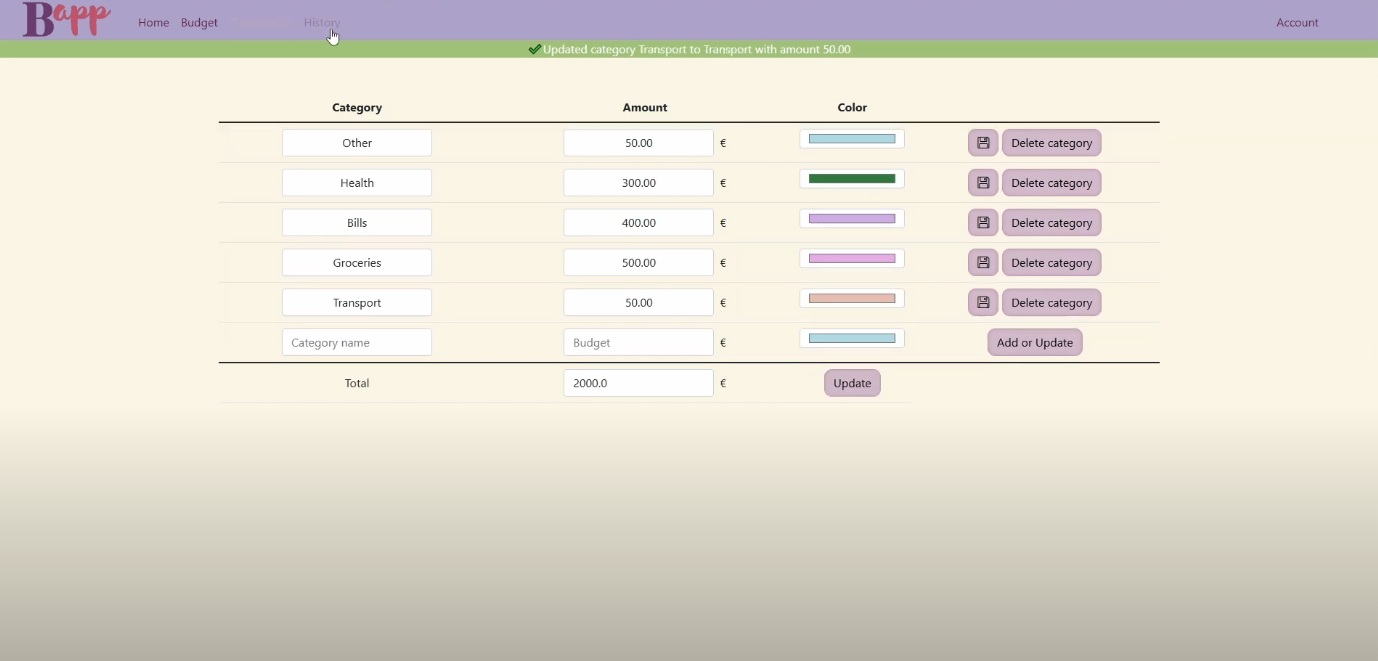 Bapp Home Budget History Account
Updated category Transport to Transport with amount 50.00
Category Amount Color
Other 50.00 € Delete category
Health 300.00 € Delete category
Bills 400.00 € Delete category
Groceries 500.00 € Delete category
Transport 50.00 € Delete category
Category name Budget € Add or Update
Total 2000.0 € Update